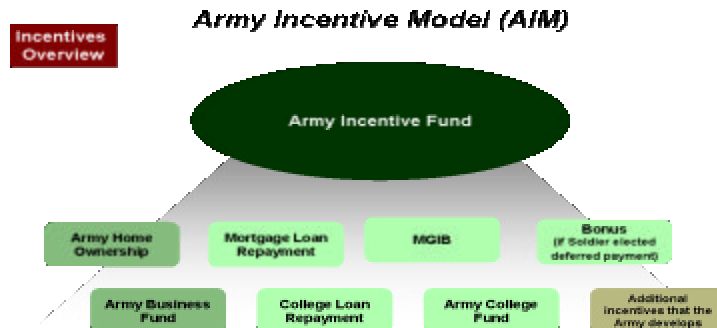 Army Incentive Model (AIM)
Incentives
Overview
Army Incentive Fund
Army Home
Ownership
Mortgage Loan
Repayment
MGIB
Bonus
(if Soldier elected
deferred payment)
Army Business
Fund
College Loan
Repayment
Army College
Fund
Additional
incentives that the
Army develops